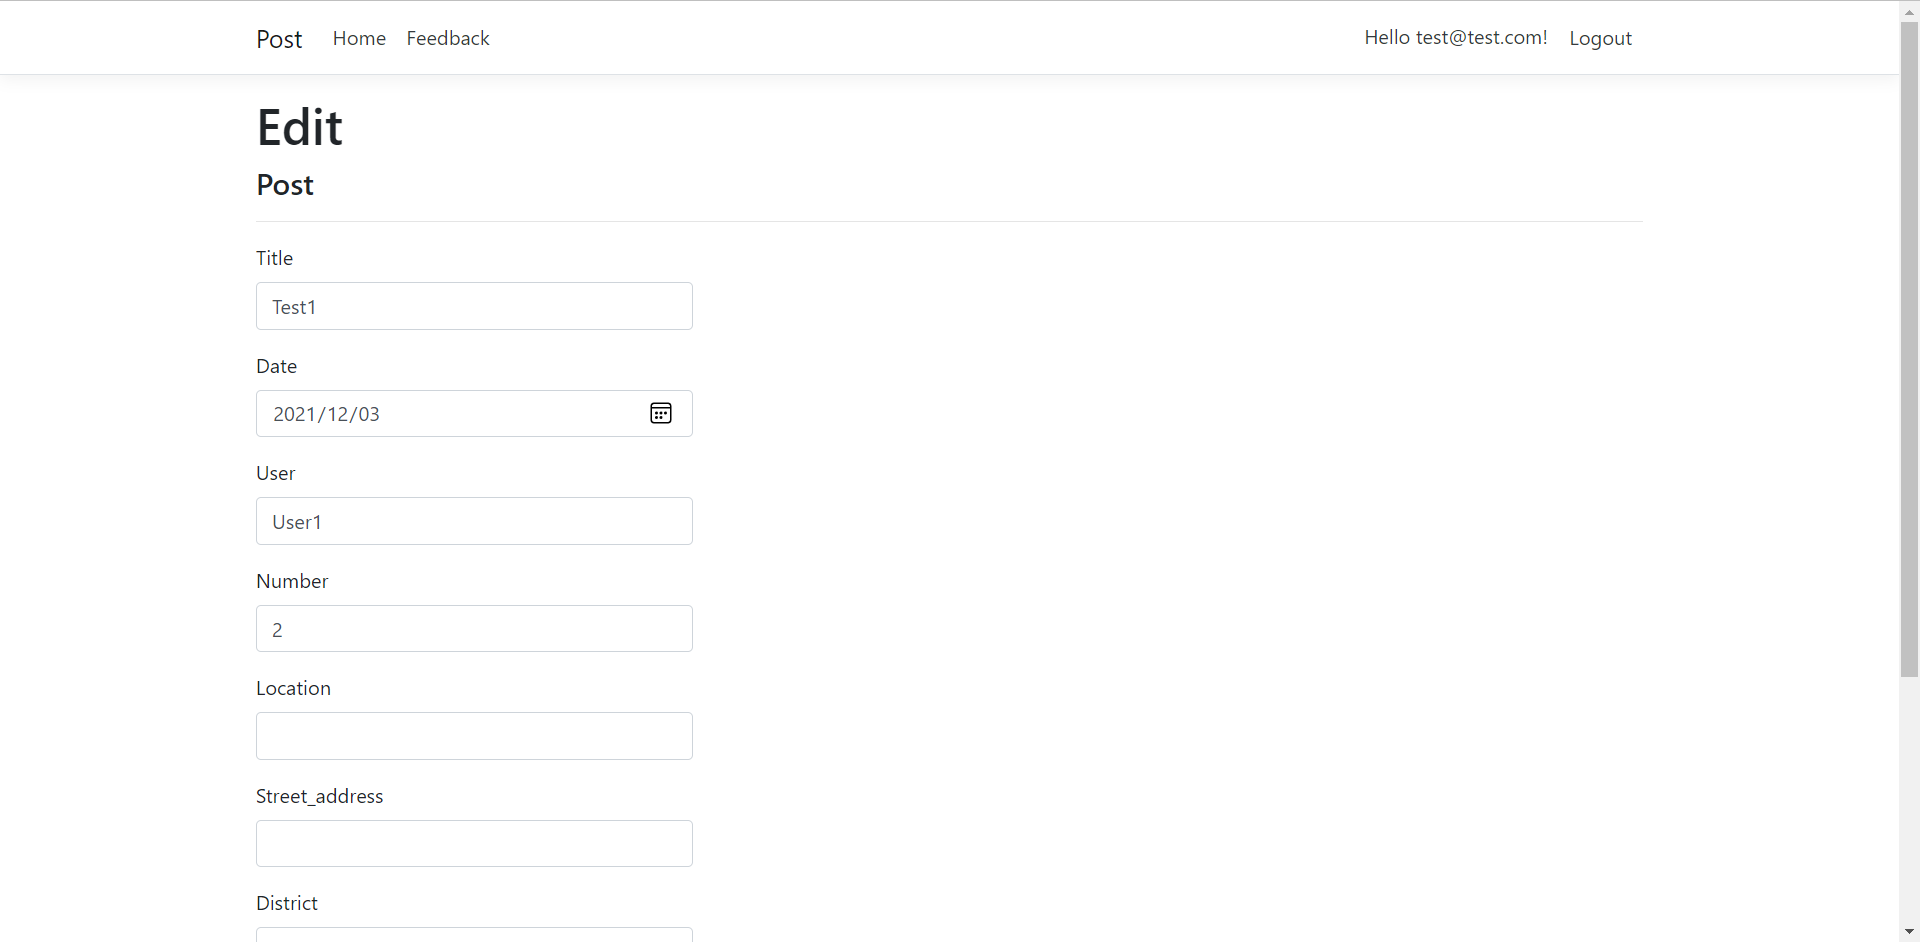 Post Home Feedback Hello test@test.com! Logout
Edit
Post
Title
Test1
Date
2021/12/03
User
User1
Number
2
Location
Street_address
District